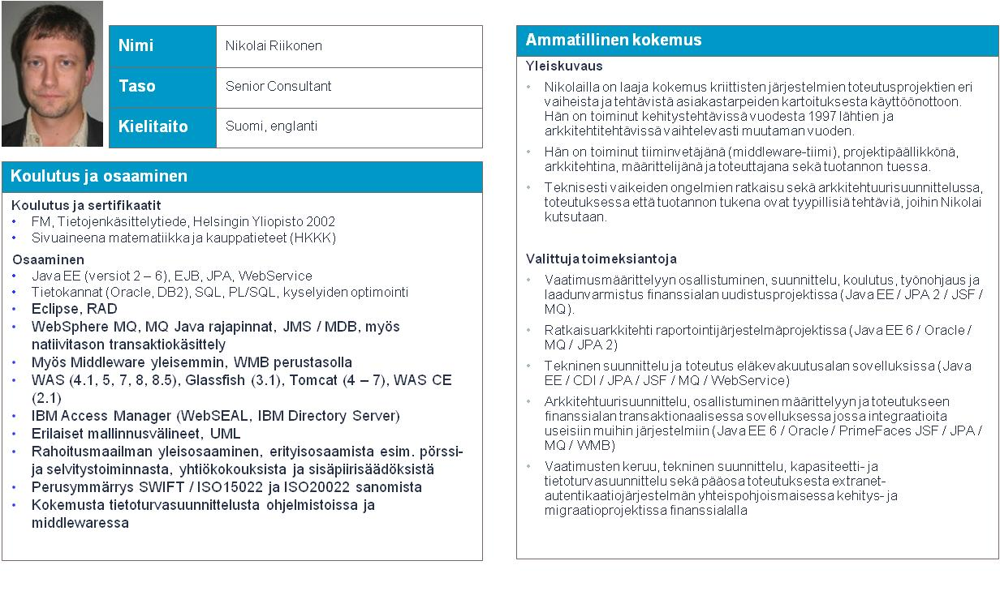 Nimi
Nikolai Riikonen
Taso
Senior Consultant
Kielitaito
Suomi, englanti
Koulutus ja osaaminen
Koulutus ja sertifikaatit
• FM, Tietojenkäsittelytiede, Helsingin Yliopisto 2002
• Sivuaineena matematiikka ja kauppatieteet (HKKK)
Osaaminen
• Java EE (versiot 2 – 6), EJB, JPA, WebService
• Tietokannat (Oracle, DB2), SQL, PL/SQL, kyselyiden optimointi
• Eclipse, RAD
• WebSphere MQ, MQ Java rajapinnat, JMS / MDB, myös
natiivitason transaktiokäsittely
• Myös Middleware yleisemmin, WMB perustasolla
• WAS (4.1, 5, 7, 8, 8.5), Glassfish (3.1), Tomcat (4 – 7), WAS CE
(2.1)
• IBM Access Manager (WebSEAL, IBM Directory Server)
• Erilaiset mallinnusvälineet, UML
• Rahoitusmaailman yleisosaaminen, erityisosaamista esim. pörssi-
ja selvitystoiminnasta, yhtiökokouksista ja sisäpiirisäädöksistä
• Perusymmärrys SWIFT / ISO15022 ja ISO20022 sanomista
• Kokemusta tietoturvasuunnittelusta ohjelmistoissa ja
middlewaressa
Ammatillinen kokemus
Yleiskuvaus
• Nikolailla on laaja kokemus kriittisten järjestelmien toteutusprojektien eri
vaiheista ja tehtävistä asiakastarpeiden kartoituksesta käyttöönottoon.
Hän on toiminut kehitystehtävissä vuodesta 1997 lähtien ja
arkkitehtitehtävissä vaihtelevasti muutaman vuoden.
• Hän on toiminut tiiminvetäjänä (middleware-tiimi), projektipäällikkönä,
arkkitehtina, määrittelijänä ja toteuttajana sekä tuotannon tuessa.
• Teknisesti vaikeiden ongelmien ratkaisu sekä arkkitehtuurisuunnittelussa,
toteutuksessa että tuotannon tukena ovat tyypillisiä tehtäviä, joihin Nikolai
kutsutaan.
Valittuja toimeksiantoja
• Vaatimusmäärittelyyn osallistuminen, suunnittelu, koulutus, työnohjaus ja
laadunvarmistus finanssialan uudistusprojektissa (Java EE / JPA 2 / JSF /
MQ).
• Ratkaisuarkkitehti raportointijärjestelmäprojektissa (Java EE 6 / Oracle /
MQ / JPA 2)
• Tekninen suunnittelu ja toteutus eläkevakuutusalan sovelluksissa (Java
EE / CDI / JPA / JSF / MQ / WebService)
• Arkkitehtuurisuunnittelu, osallistuminen määrittelyyn ja toteutukseen
finanssialan transaktionaalisessa sovelluksessa jossa integraatioita
useisiin muihin järjestelmiin (Java EE 6 / Oracle / PrimeFaces JSF / JPA /
MQ / WMB)
• Vaatimusten keruu, tekninen suunnittelu, kapasiteetti- ja
tietoturvasuunnittelu sekä pääosa toteutuksesta extranet-
autentikaatiojärjestelmän yhteispohjoismaisessa kehitys- ja
migraatioprojektissa finanssialalla